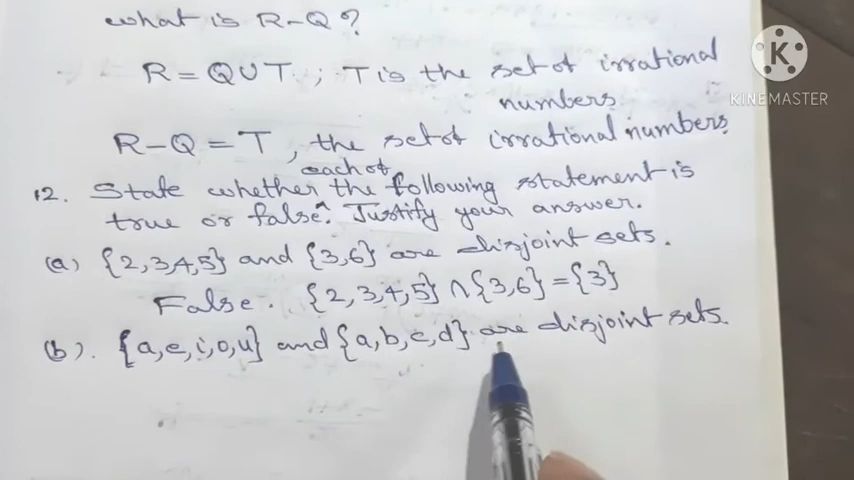 what is R-Q?
R = Q∪T ; T is the set of irrational
numbers.
R-Q = T, the set of irrational numbers.
each of
12. State whether the ^ following statement is
true or false. Justify your answer.
(a) {2,3,4,5} and {3,6} are disjoint sets.
False. {2,3,4,5} ∩ {3,6} = {3}
(b). {a,e,i,o,u} and {a,b,c,d} are disjoint sets.
K
KINEMASTER